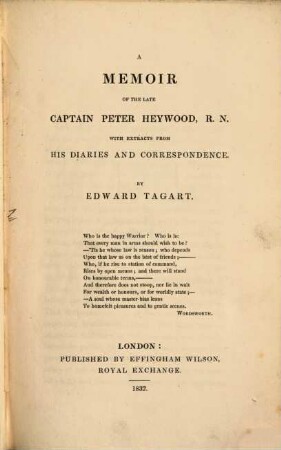 A
MEMOIR
OF THE LATE
CAPTAIN PETER HEYWOOD, R. N.
WITH EXTRACTS FROM
HIS DIARIES AND CORRESPONDENCE.
BY
EDWARD TAGART.
Who is the happy Warrior? Who is he
That every man in arms should wish to be?
—'Tis he whose law is reason; who depends
Upon that law as on the best of friends;—
Who, if he rise to station of command,
Rises by open means; and there will stand
On honourable terms,—
And therefore does not stoop, nor lie in wait
For wealth or honours, or for worldly state;—
—A soul whose master-bias leans
To homefelt pleasures and to gentle scenes.
WORDSWORTH.
LONDON:
PUBLISHED BY EFFINGHAM WILSON,
ROYAL EXCHANGE.
1832.